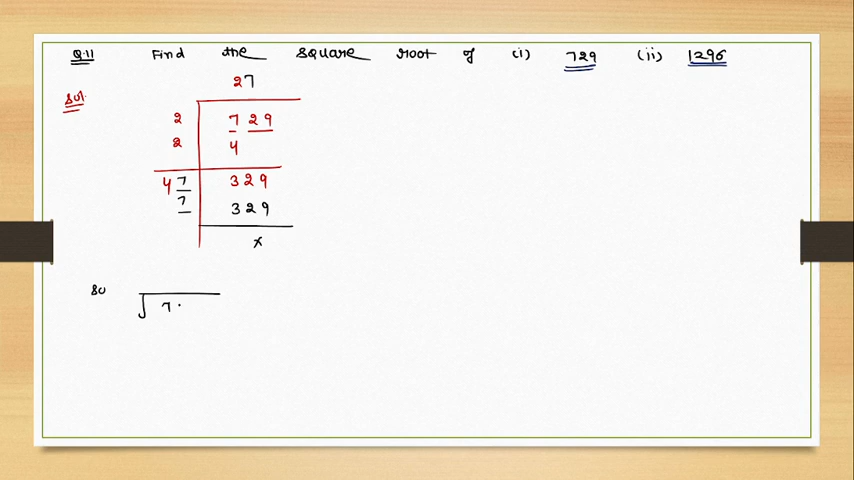 Q.11 Find the square root of (i) 729 (ii) 1296
27
Sol.
2 7 29
2 4
47 329
7 329
x
So √7